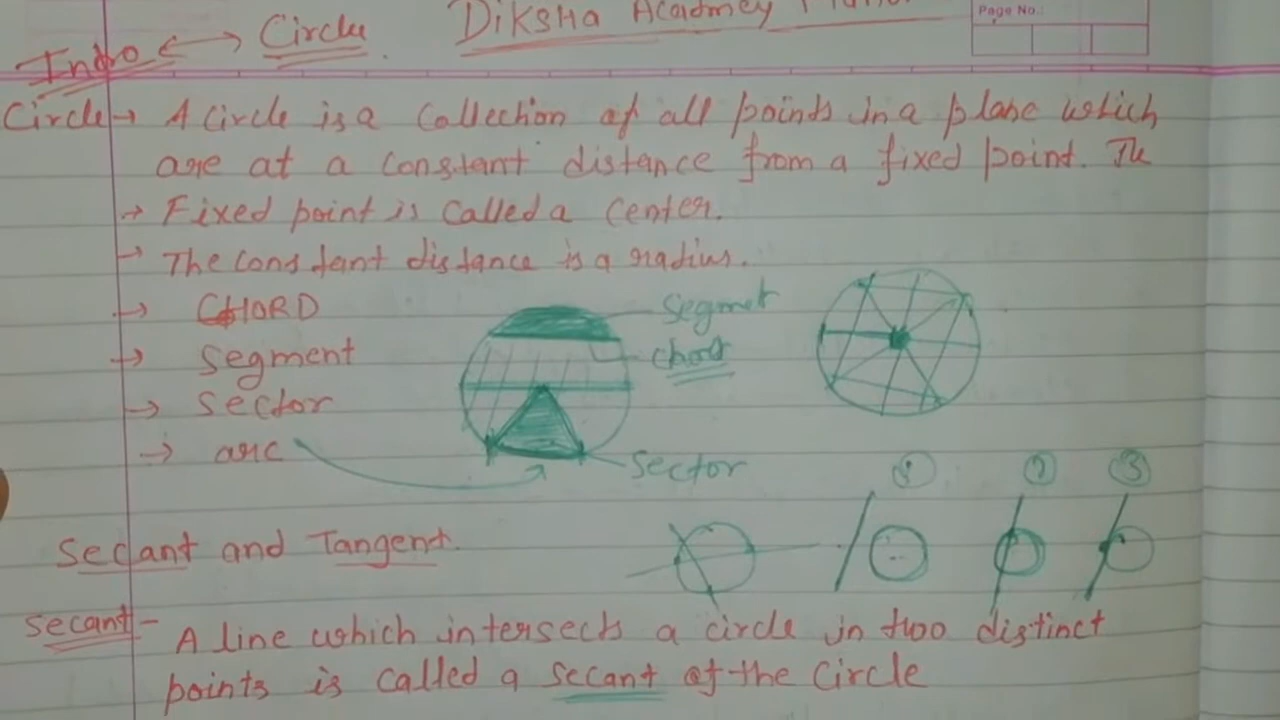 Intro ↔ Circle Diksha Acadmey
Page No.:
Circle → A circle is a collection of all points in a plane which
are at a constant distance from a fixed point. The
→ Fixed point is called a center.
→ The constant distance is a radius.
→ CHORD
→ Segment
→ Sector
→ arc
Segmet
chord
Sector
① ② ③
Secant and Tangent.
Secant - A line which intersects a circle in two distinct
points is called a secant of the circle